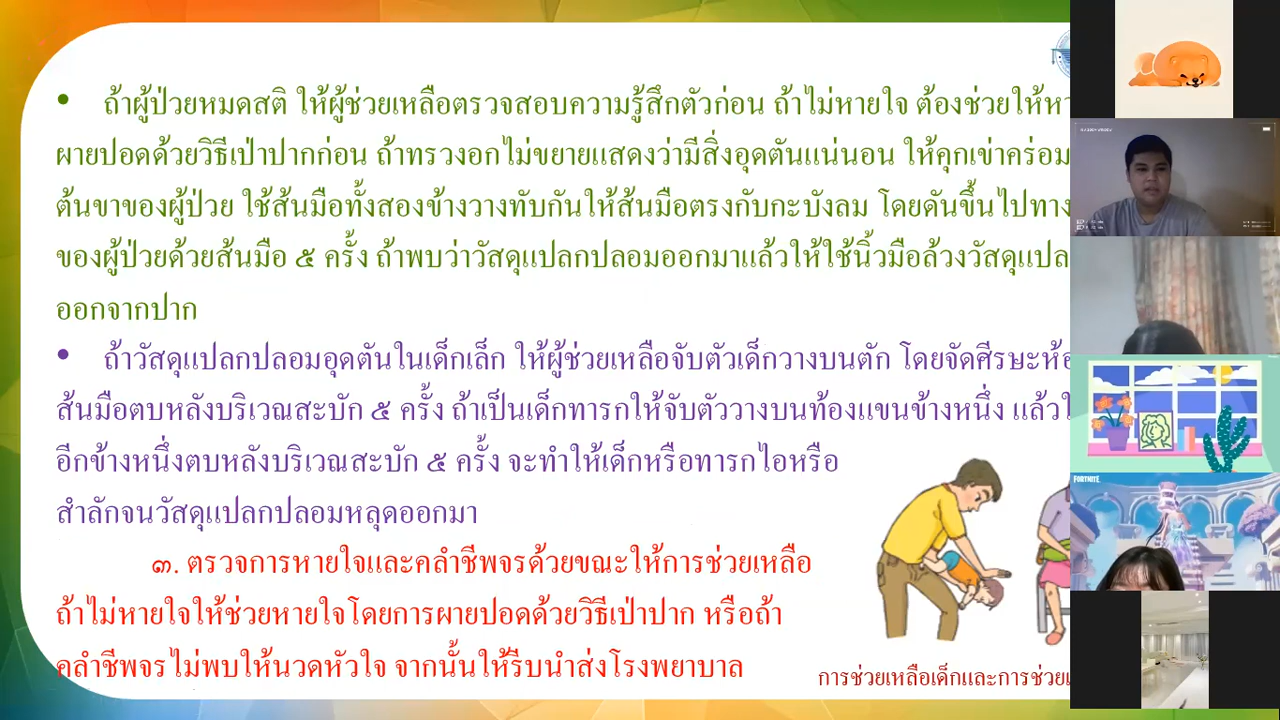 • ถ้าผู้ป่วยหมดสติ ให้ผู้ช่วยเหลือตรวจสอบความรู้สึกตัวก่อน ถ้าไม่หายใจ ต้องช่วยให้
ผายปอดด้วยวิธีเป่าปากก่อน ถ้าทรวงอกไม่ขยายแสดงว่ามีสิ่งอุดตันแน่นอน ให้คุกเข่าคร่อม
ต้นขาของผู้ป่วย ใช้ส้นมือทั้งสองข้างวางทับกันให้ส้นมือตรงกับกะบังลม โดยดันขึ้นไปทาง
ของผู้ป่วยด้วยส้นมือ ๕ ครั้ง ถ้าพบว่าวัสดุแปลกปลอมออกมาแล้วให้ใช้นิ้วมือล้วงวัสดุ
ออกจากปาก
• ถ้าวัสดุแปลกปลอมอุดตันในเด็กเล็ก ให้ผู้ช่วยเหลือจับตัวเด็กวางบนตัก โดยจัดศีรษะ
ส้นมือตบหลังบริเวณสะบัก ๕ ครั้ง ถ้าเป็นเด็กทารกให้จับตัววางบนท้องแขนข้างหนึ่ง แล้ว
อีกข้างหนึ่งตบหลังบริเวณสะบัก ๕ ครั้ง จะทำให้เด็กหรือทารกไอหรือ
สำลักจนวัสดุแปลกปลอมหลุดออกมา
๓. ตรวจการหายใจและคลำชีพจรด้วยขณะให้การช่วยเหลือ
ถ้าไม่หายใจให้ช่วยหายใจโดยการผายปอดด้วยวิธีเป่าปาก หรือถ้า
คลำชีพจรไม่พบให้นวดหัวใจ จากนั้นให้รีบนำส่งโรงพยาบาล
การช่วยเหลือเด็กและการช่วย
FORTNITE